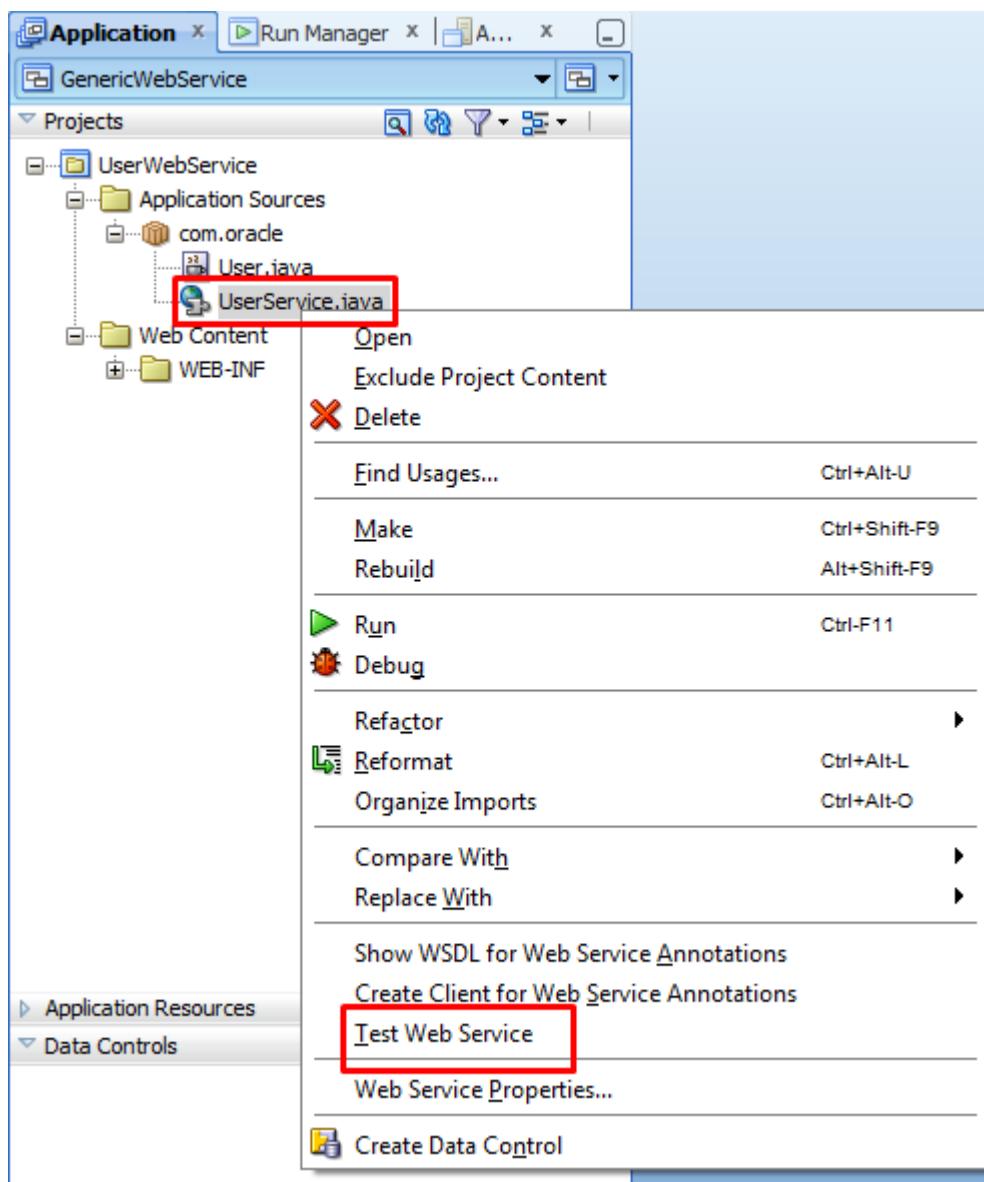 Application x Run Manager x A... x
GenericWebService
Projects
UserWebService
Application Sources
com.oracle
User.java
UserService.java
Web Content
WEB-INF
Open
Exclude Project Content
Delete
Find Usages... Ctrl+Alt-U
Make Ctrl+Shift-F9
Rebuild Alt+Shift-F9
Run Ctrl-F11
Debug
Refactor
Reformat Ctrl+Alt-L
Organize Imports Ctrl+Alt-O
Compare With
Replace With
Show WSDL for Web Service Annotations
Create Client for Web Service Annotations
Test Web Service
Web Service Properties...
Create Data Control
Application Resources
Data Controls